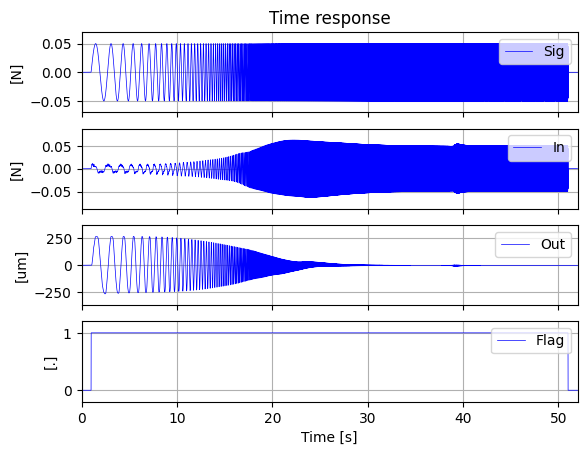 Time response
0.05
0.00
−0.05
[N]
Sig
0.05
0.00
−0.05
[N]
In
250
0
−250
[um]
Out
1
0
[.]
Flag
0 10 20 30 40 50
Time [s]